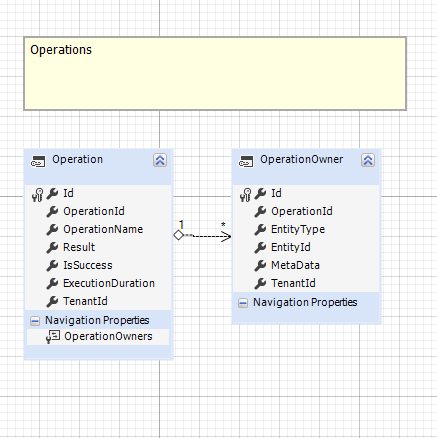 Operations
Operation
Id
OperationId
OperationName
Result
IsSuccess
ExecutionDuration
TenantId
Navigation Properties
OperationOwners
1
*
OperationOwner
Id
OperationId
EntityType
EntityId
MetaData
TenantId
Navigation Properties